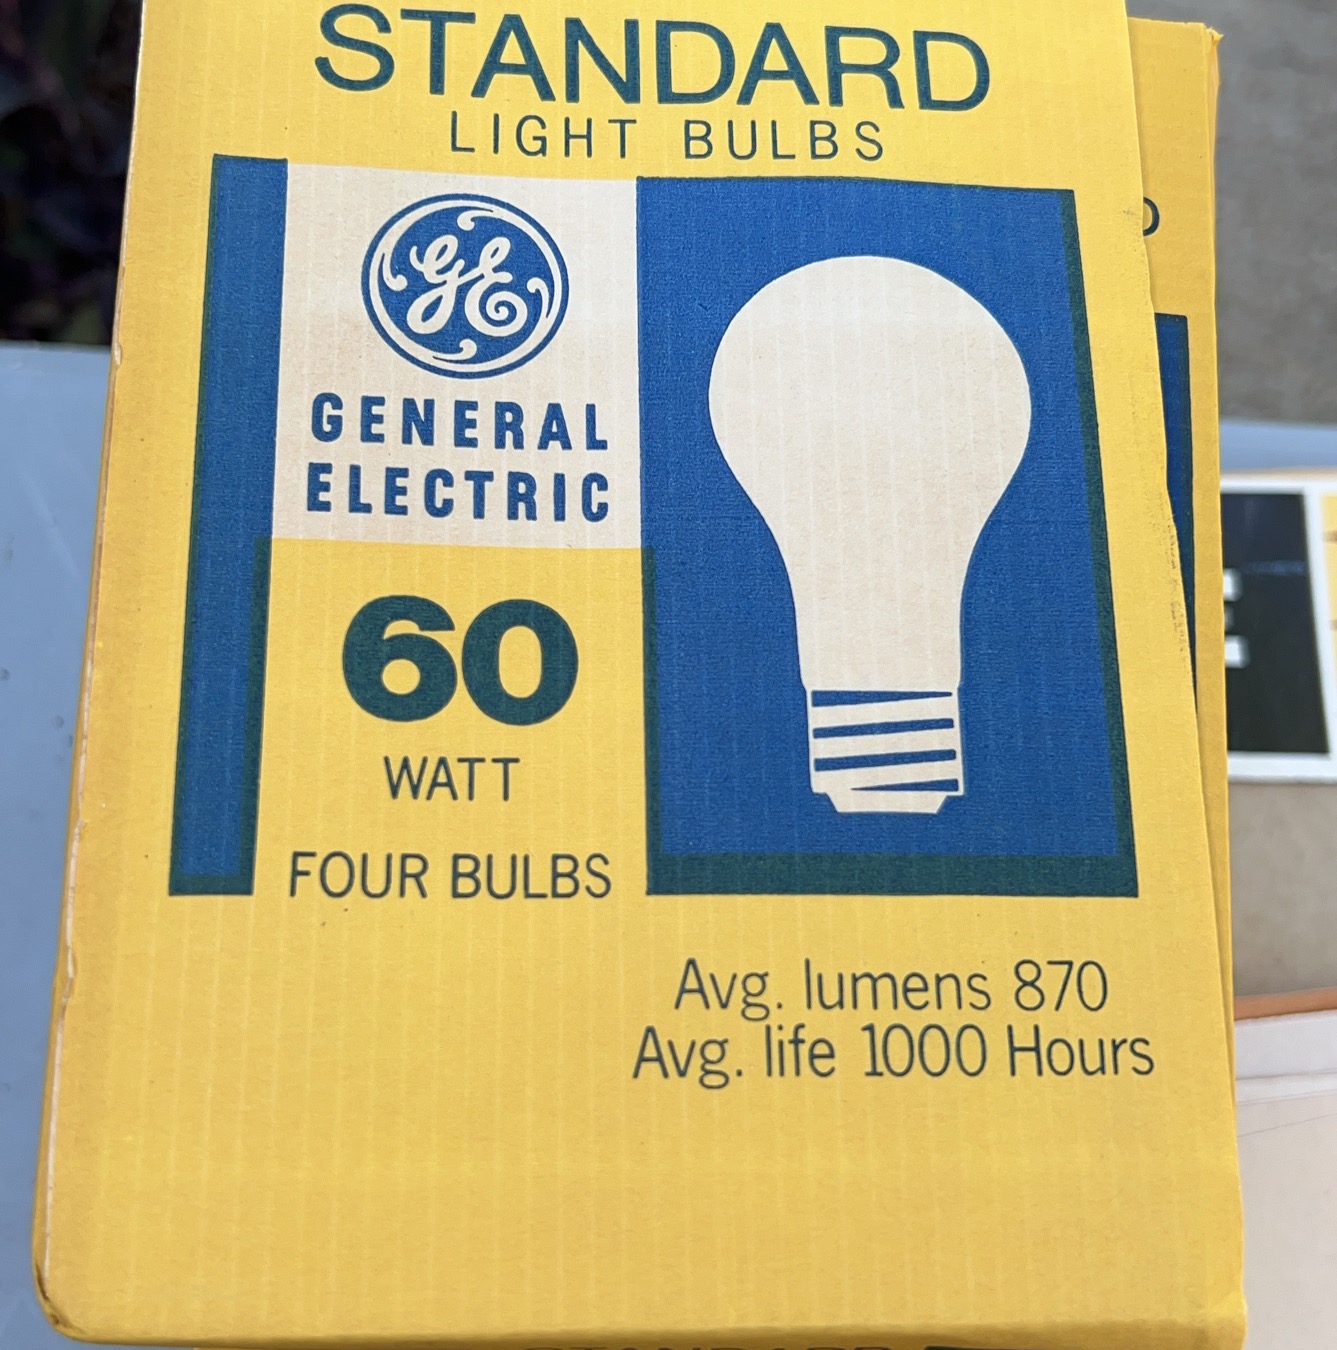 STANDARD
LIGHT BULBS
GE
GENERAL
ELECTRIC
60
WATT
FOUR BULBS
Avg. lumens 870
Avg. life 1000 Hours